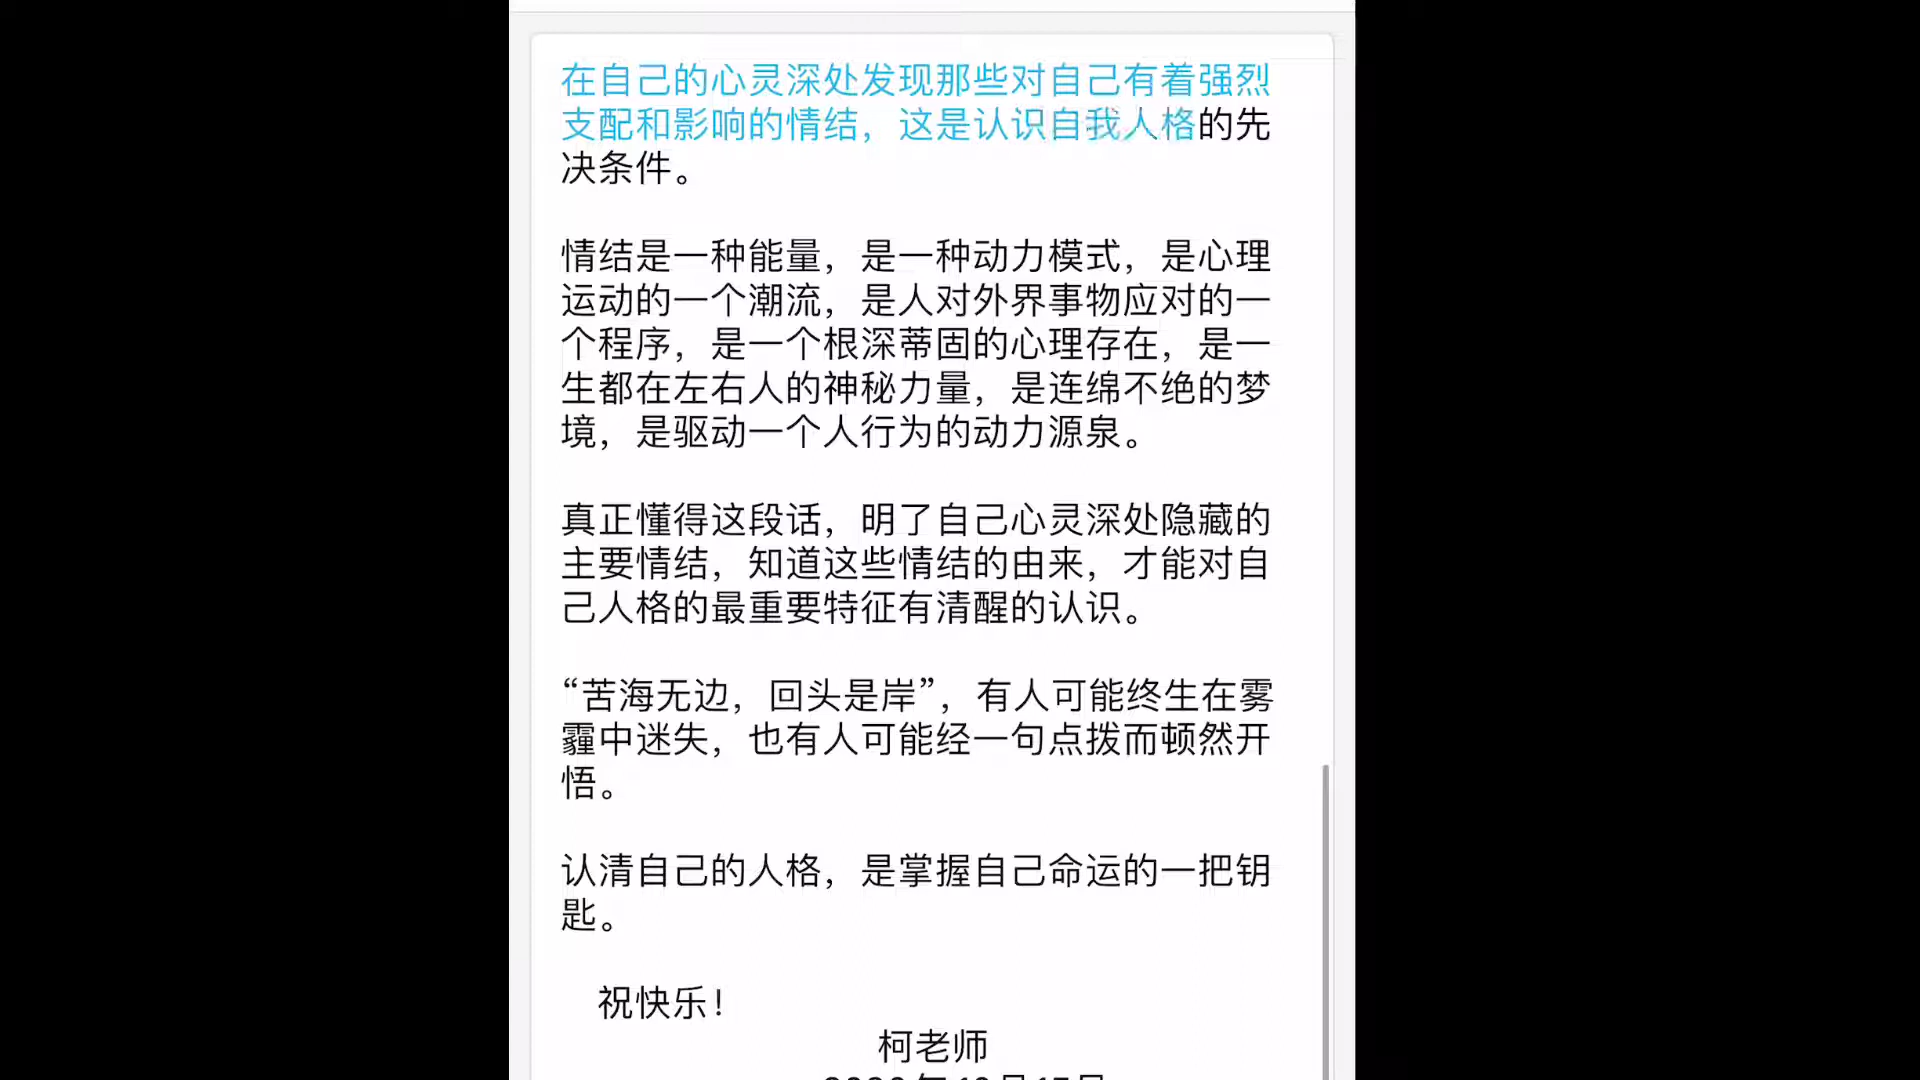 在自己的心灵深处发现那些对自己有着强烈
支配和影响的情结，这是认识自我人格的先
决条件。
情结是一种能量，是一种动力模式，是心理
运动的一个潮流，是人对外界事物应对的一
个程序，是一个根深蒂固的心理存在，是一
生都在左右人的神秘力量，是连绵不绝的梦
境，是驱动一个人行为的动力源泉。
真正懂得这段话，明了自己心灵深处隐藏的
主要情结，知道这些情结的由来，才能对自
己人格的最重要特征有清醒的认识。
“苦海无边，回头是岸”，有人可能终生在雾
霾中迷失，也有人可能经一句点拨而顿然开
悟。
认清自己的人格，是掌握自己命运的一把钥
匙。
祝快乐！
柯老师